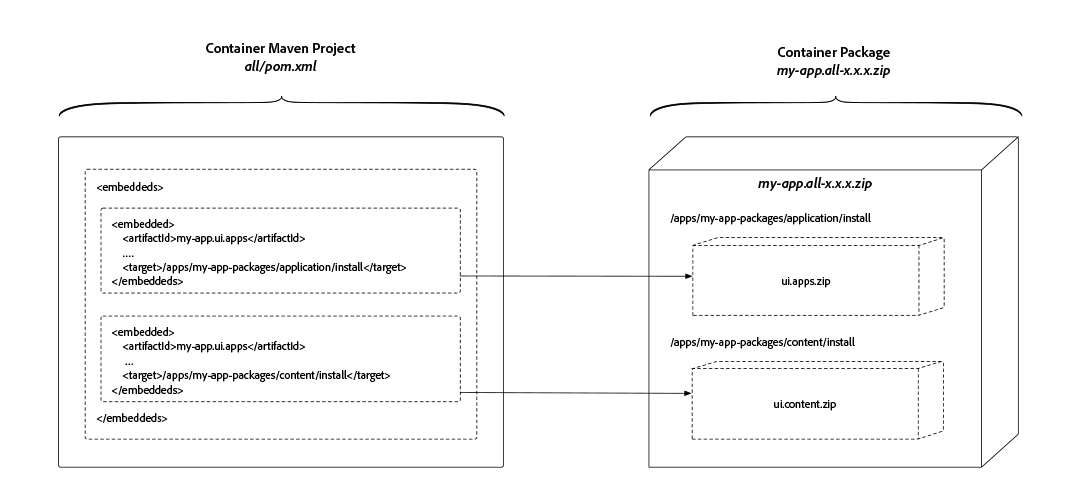 Container Maven Project
all/pom.xml
<embeddeds>
<embedded>
<artifactId>my-app.ui.apps</artifactId>
....
<target>/apps/my-app-packages/application/install</target>
</embeddeds>
<embedded>
<artifactId>my-app.ui.apps</artifactId>
...
<target>/apps/my-app-packages/content/install</target>
</embeddeds>
</embeddeds>
Container Package
my-app.all-x.x.x.zip
my-app.all-x.x.x.zip
/apps/my-app-packages/application/install
ui.apps.zip
/apps/my-app-packages/content/install
ui.content.zip